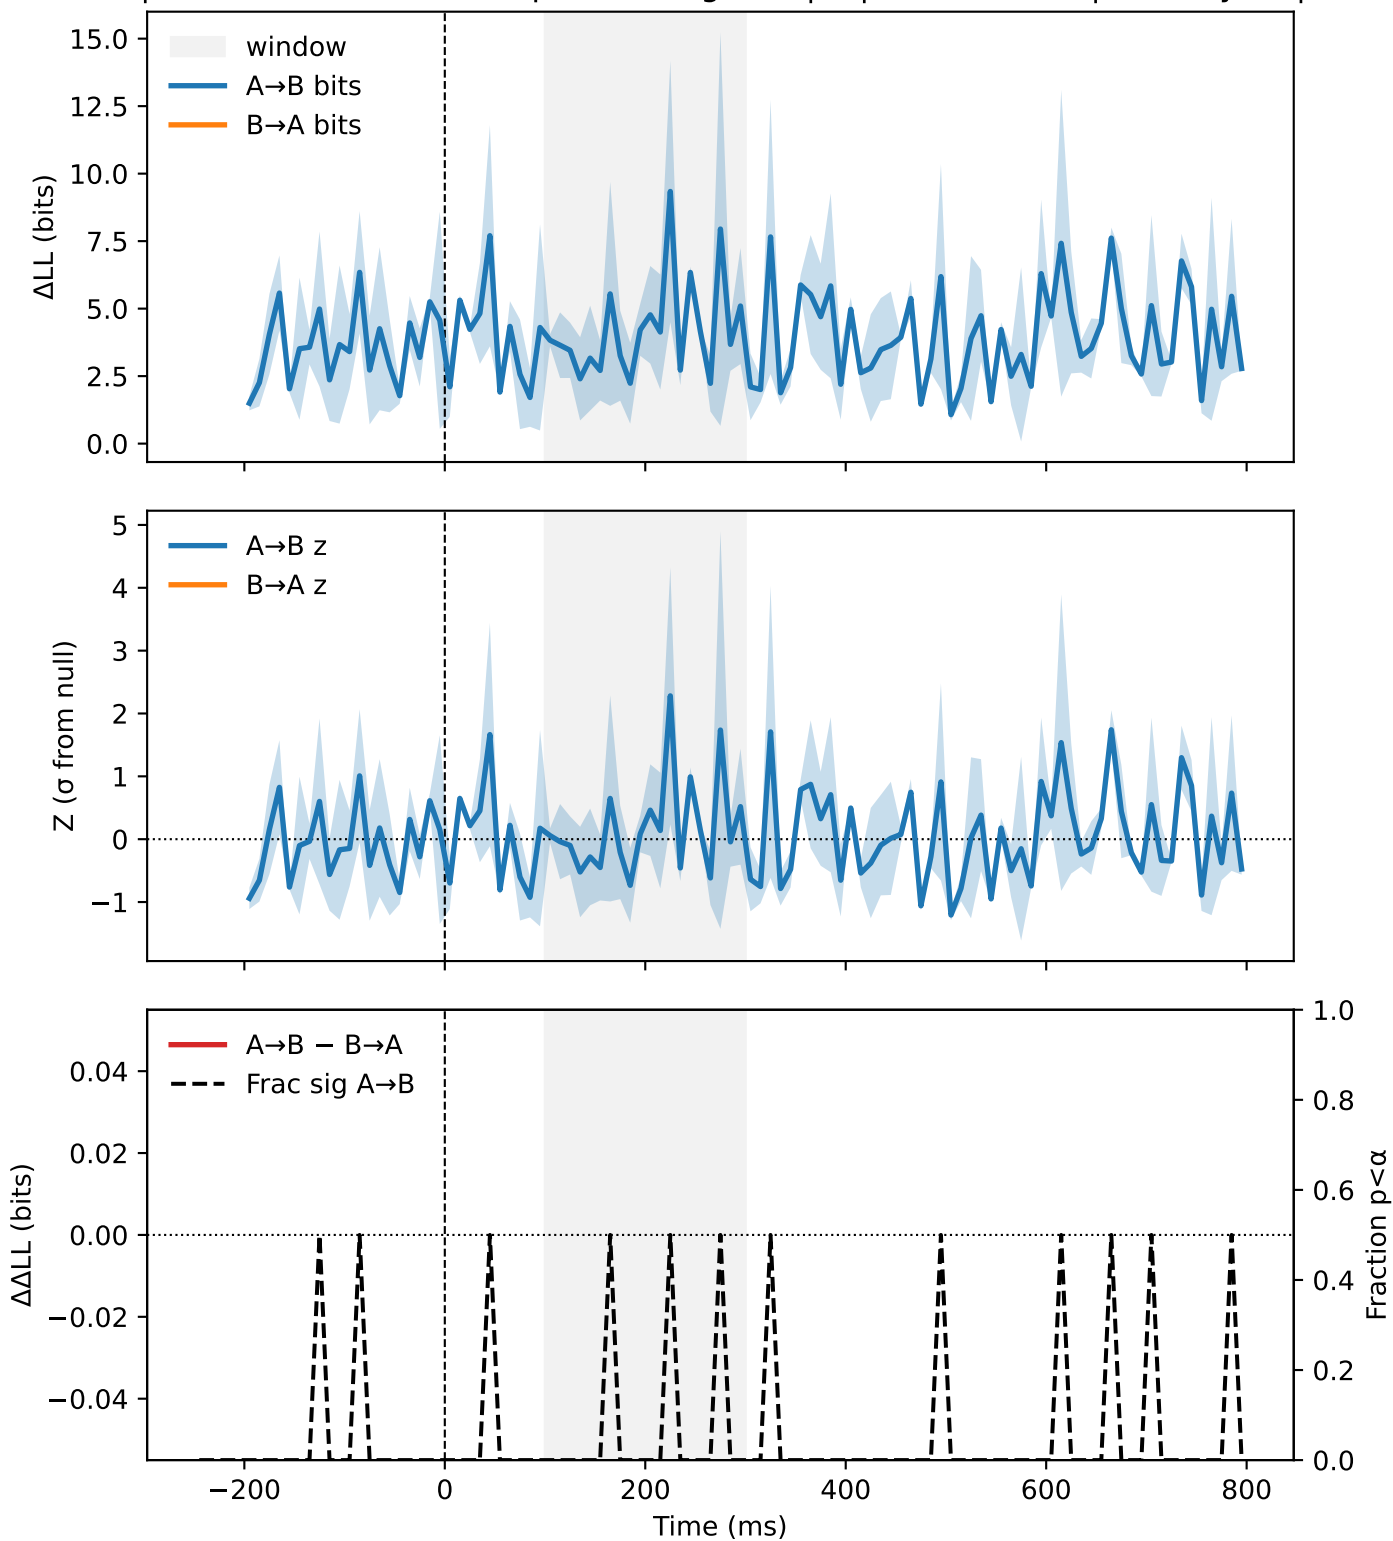 15.0
12.5
10.0
7.5
5.0
2.5
0.0
ΔLL (bits)
window
A→B bits
B→A bits
5
4
3
2
1
0
−1
Z (σ from null)
A→B z
B→A z
0.04
0.02
0.00
−0.02
−0.04
ΔΔLL (bits)
A→B − B→A
Frac sig A→B
1.0
0.8
0.6
0.4
0.2
0.0
Fraction p<α
−200 0 200 400 600 800
Time (ms)